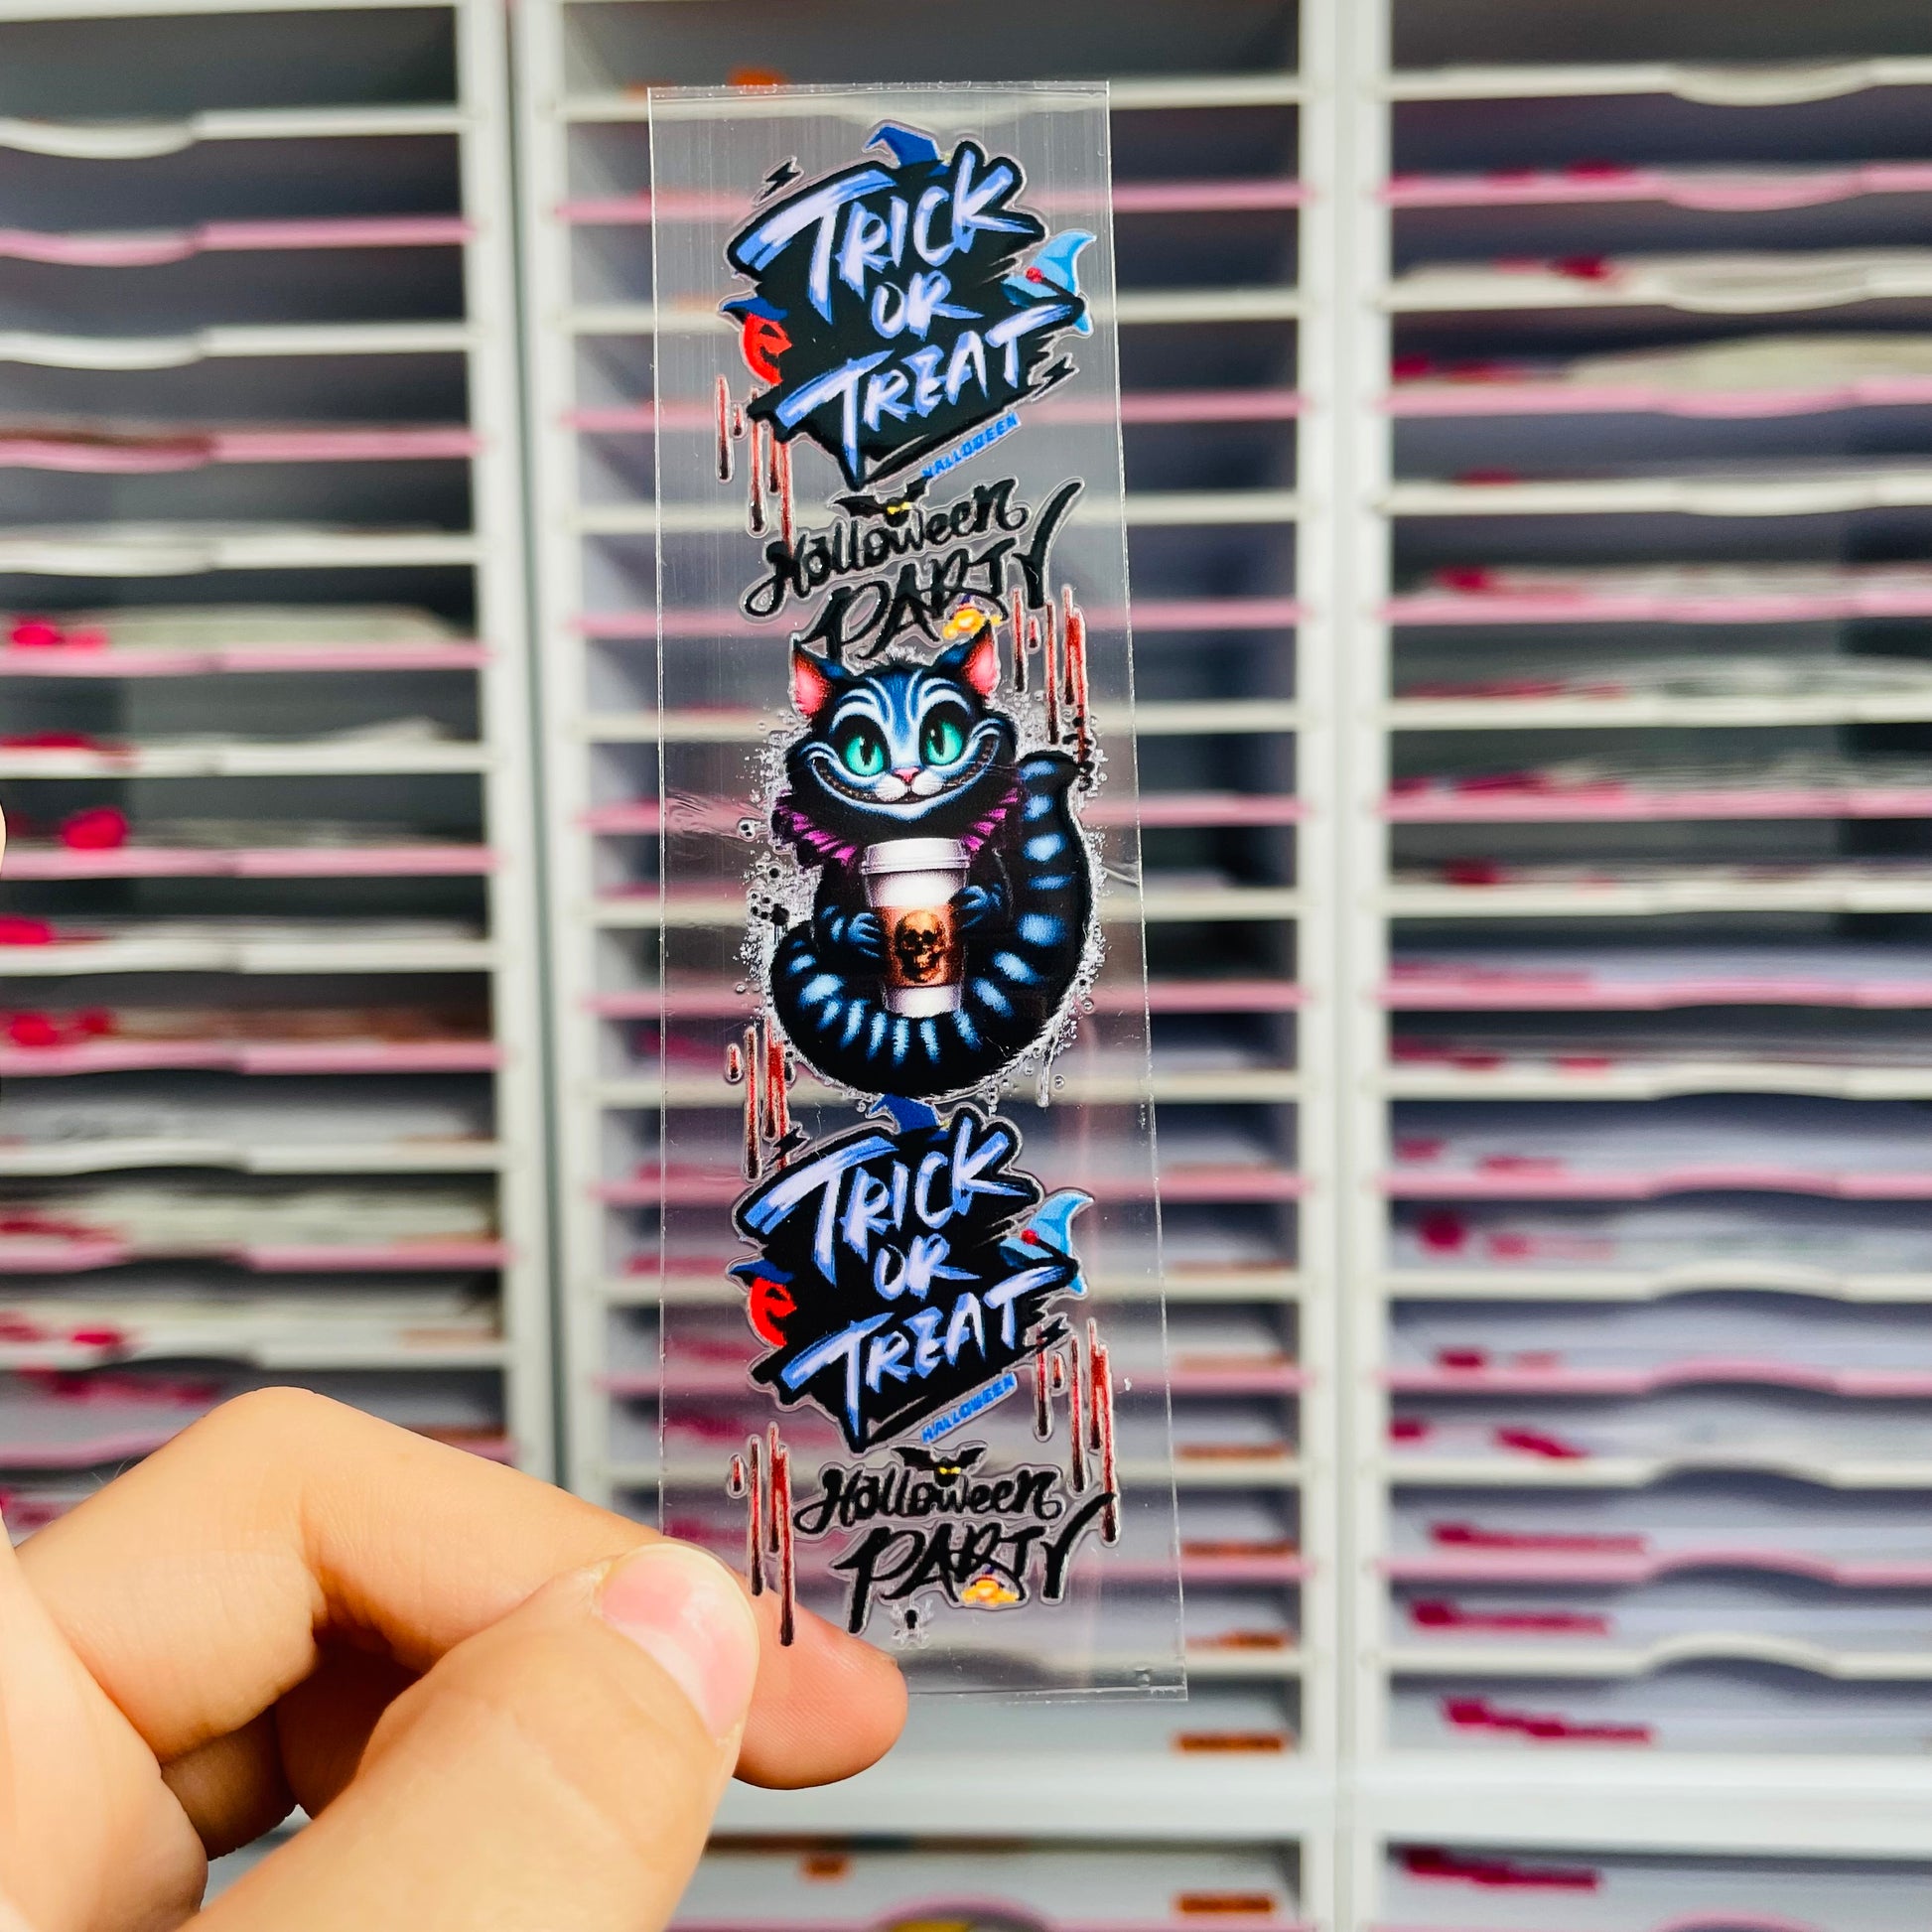 TRICK
OR
TREAT
HALLOWEEN
Halloween
PARTY
TRICK
OR
TREAT
HALLOWEEN
Halloween
PARTY